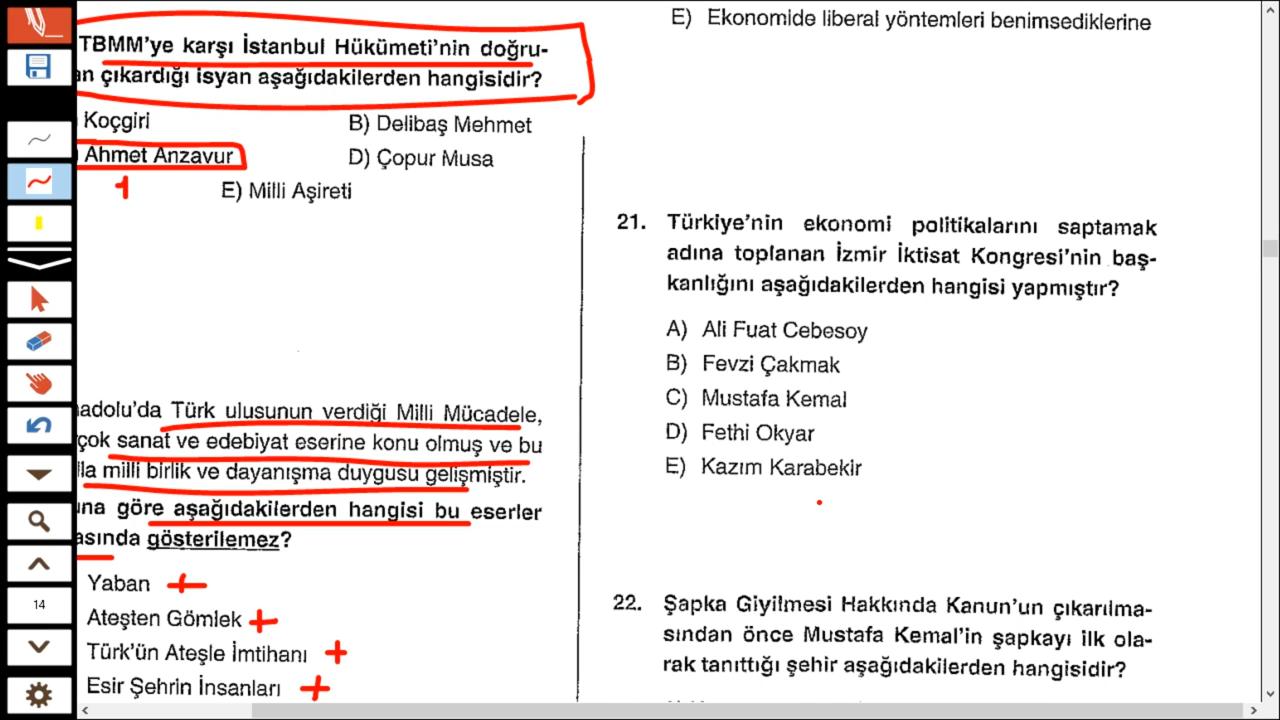 TBMM'ye karşı İstanbul Hükümeti'nin doğru-
an çıkardığı isyan aşağıdakilerden hangisidir?
Koçgiri
B) Delibaş Mehmet
) Ahmet Anzavur
D) Çopur Musa
1
E) Milli Aşireti
nadolu'da Türk ulusunun verdiği Milli Mücadele,
çok sanat ve edebiyat eserine konu olmuş ve bu
lla milli birlik ve dayanışma duygusu gelişmiştir.
una göre aşağıdakilerden hangisi bu eserler
asında gösterilemez?
Yaban +
Ateşten Gömlek +
Türk'ün Ateşle İmtihanı +
Esir Şehrin İnsanları +
E) Ekonomide liberal yöntemleri benimsediklerine
21. Türkiye'nin ekonomi politikalarını saptamak
adına toplanan İzmir İktisat Kongresi'nin baş-
kanlığını aşağıdakilerden hangisi yapmıştır?
A) Ali Fuat Cebesoy
B) Fevzi Çakmak
C) Mustafa Kemal
D) Fethi Okyar
E) Kazım Karabekir
22. Şapka Giyilmesi Hakkında Kanun'un çıkarılma-
sından önce Mustafa Kemal'in şapkayı ilk ola-
rak tanıttığı şehir aşağıdakilerden hangisidir?
14